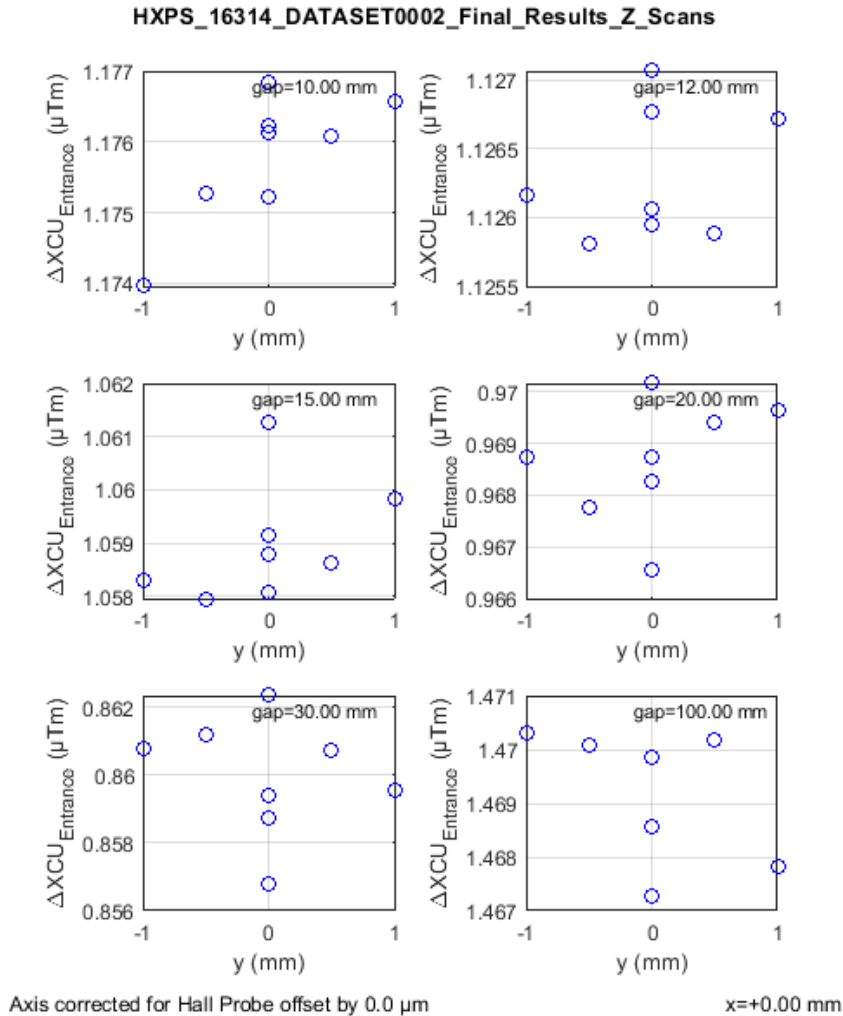 HXPS_16314_DATASET0002_Final_Results_Z_Scans
ΔXCU_Entrance (μTm)
1.177
1.176
1.175
1.174
gap=10.00 mm
-1 0 1
y (mm)
ΔXCU_Entrance (μTm)
1.127
1.1265
1.126
1.1255
gap=12.00 mm
-1 0 1
y (mm)
ΔXCU_Entrance (μTm)
1.062
1.061
1.06
1.059
1.058
gap=15.00 mm
-1 0 1
y (mm)
ΔXCU_Entrance (μTm)
0.97
0.969
0.968
0.967
0.966
gap=20.00 mm
-1 0 1
y (mm)
ΔXCU_Entrance (μTm)
0.862
0.86
0.858
0.856
gap=30.00 mm
-1 0 1
y (mm)
ΔXCU_Entrance (μTm)
1.471
1.47
1.469
1.468
1.467
gap=100.00 mm
-1 0 1
y (mm)
Axis corrected for Hall Probe offset by 0.0 μm
x=+0.00 mm